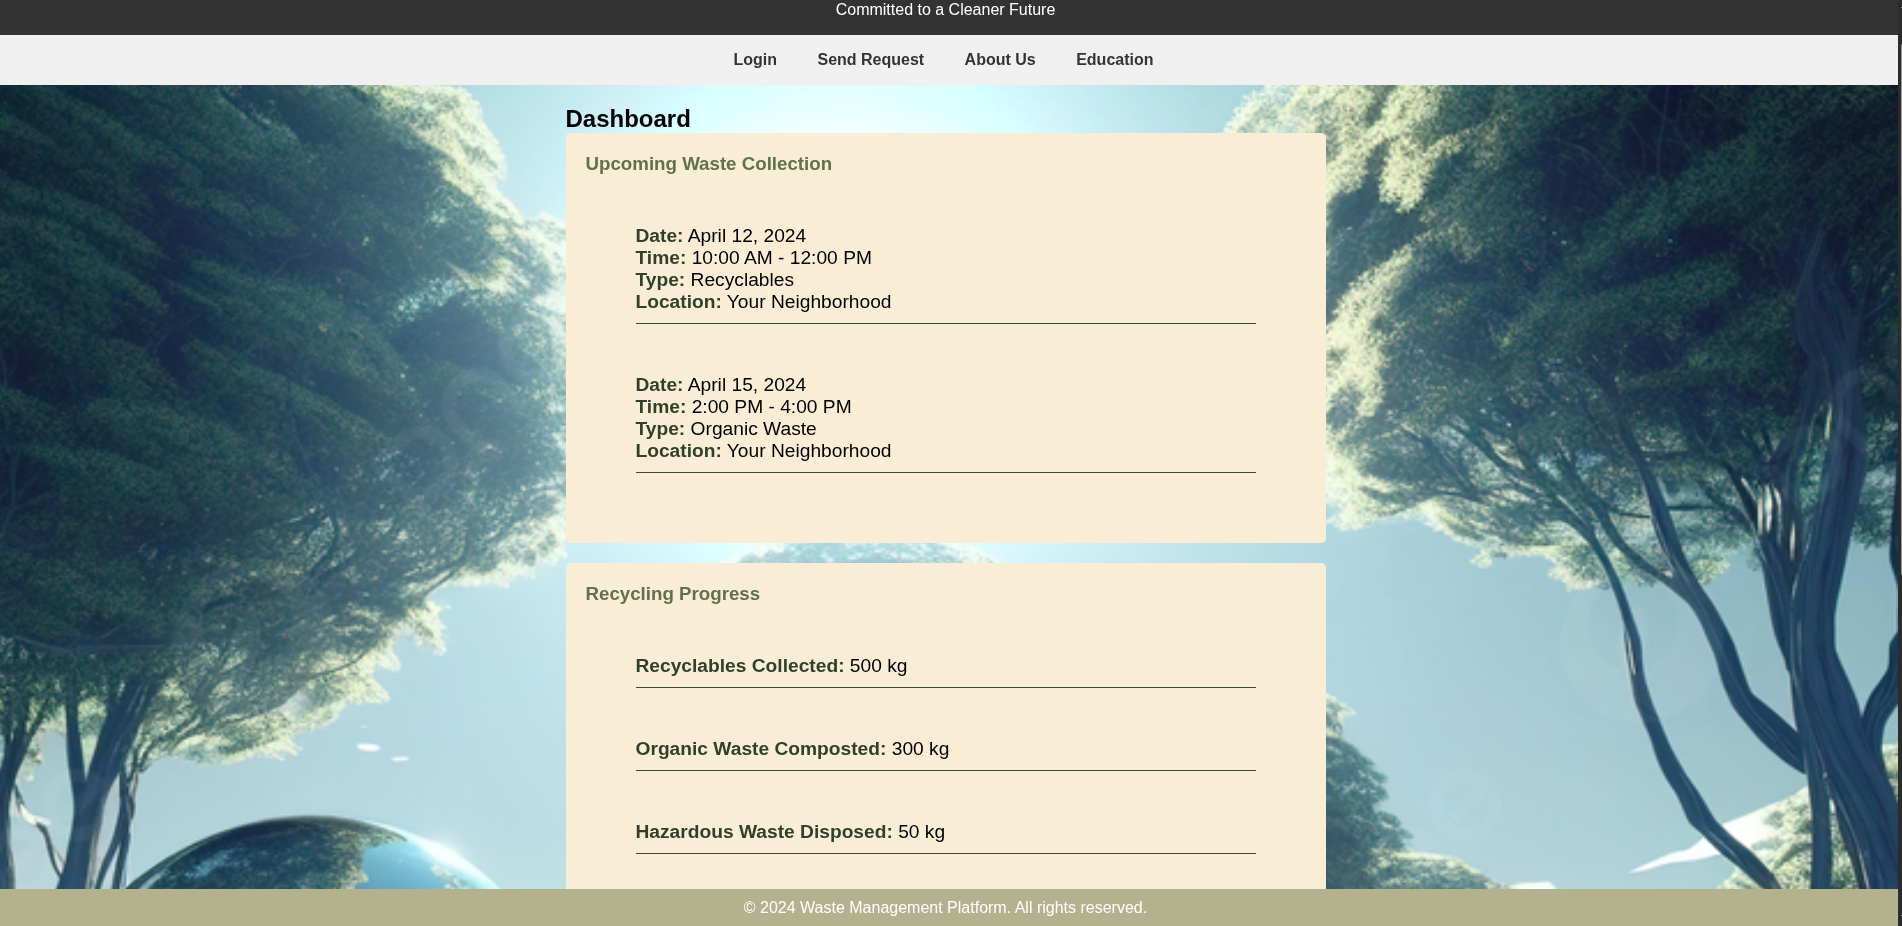 Committed to a Cleaner Future
Login Send Request About Us Education
Dashboard
Upcoming Waste Collection
Date: April 12, 2024
Time: 10:00 AM - 12:00 PM
Type: Recyclables
Location: Your Neighborhood
Date: April 15, 2024
Time: 2:00 PM - 4:00 PM
Type: Organic Waste
Location: Your Neighborhood
Recycling Progress
Recyclables Collected: 500 kg
Organic Waste Composted: 300 kg
Hazardous Waste Disposed: 50 kg
© 2024 Waste Management Platform. All rights reserved.